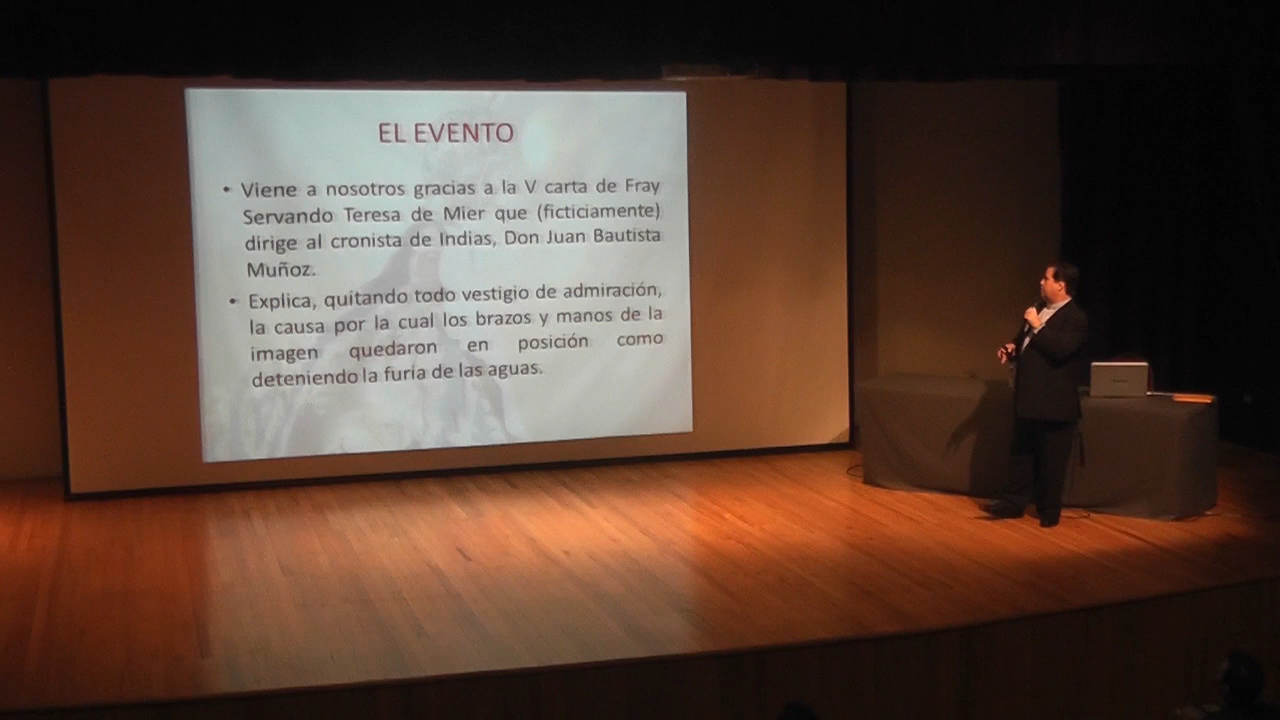 EL EVENTO
• Viene a nosotros gracias a la V carta de Fray
Servando Teresa de Mier que (ficticiamente)
dirige al cronista de Indias, Don Juan Bautista
Muñoz.
• Explica, quitando todo vestigio de admiración,
la causa por la cual los brazos y manos de la
imagen quedaron en posición como
deteniendo la furia de las aguas.